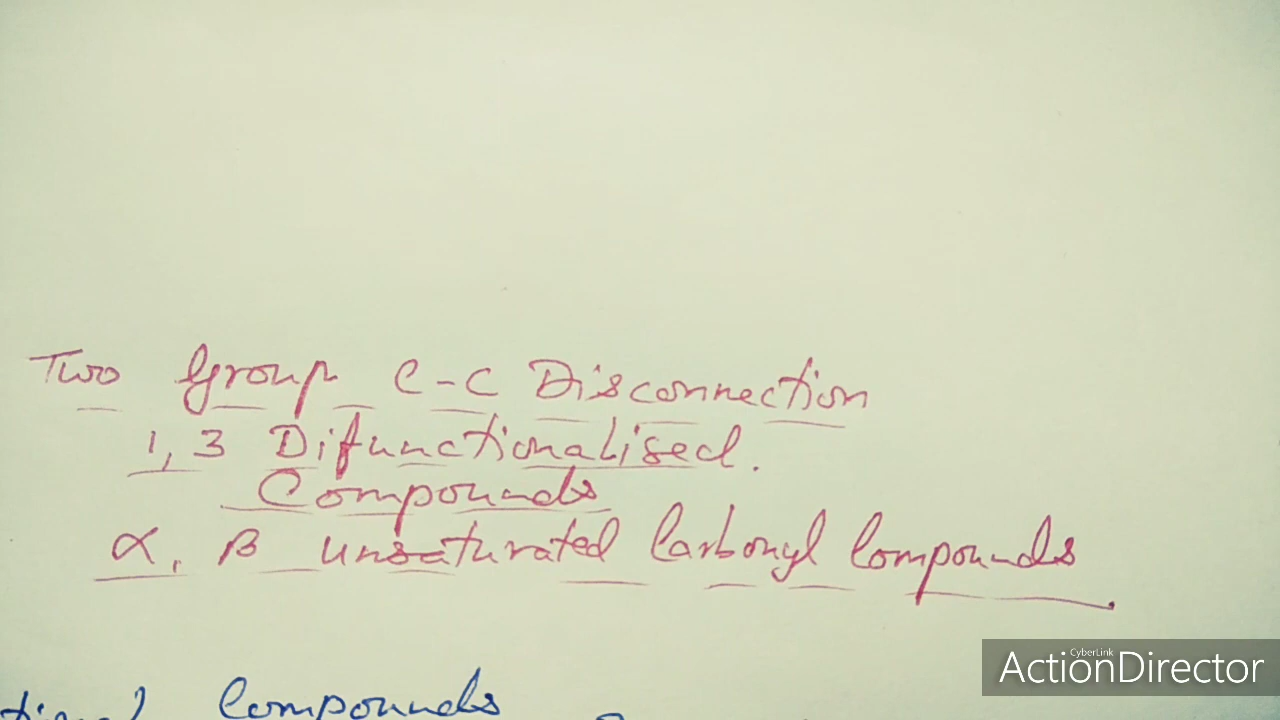 Two Group C-C Disconnection
1,3 Difunctionalised.
Compounds
α, β unsaturated Carbonyl Compounds.
Compounds
CyberLink
ActionDirector